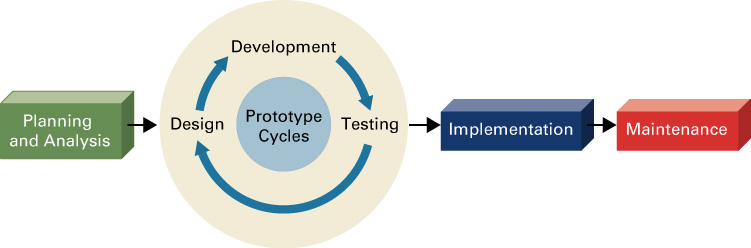 Planning
and Analysis
Design
Development
Testing
Prototype
Cycles
Implementation
Maintenance